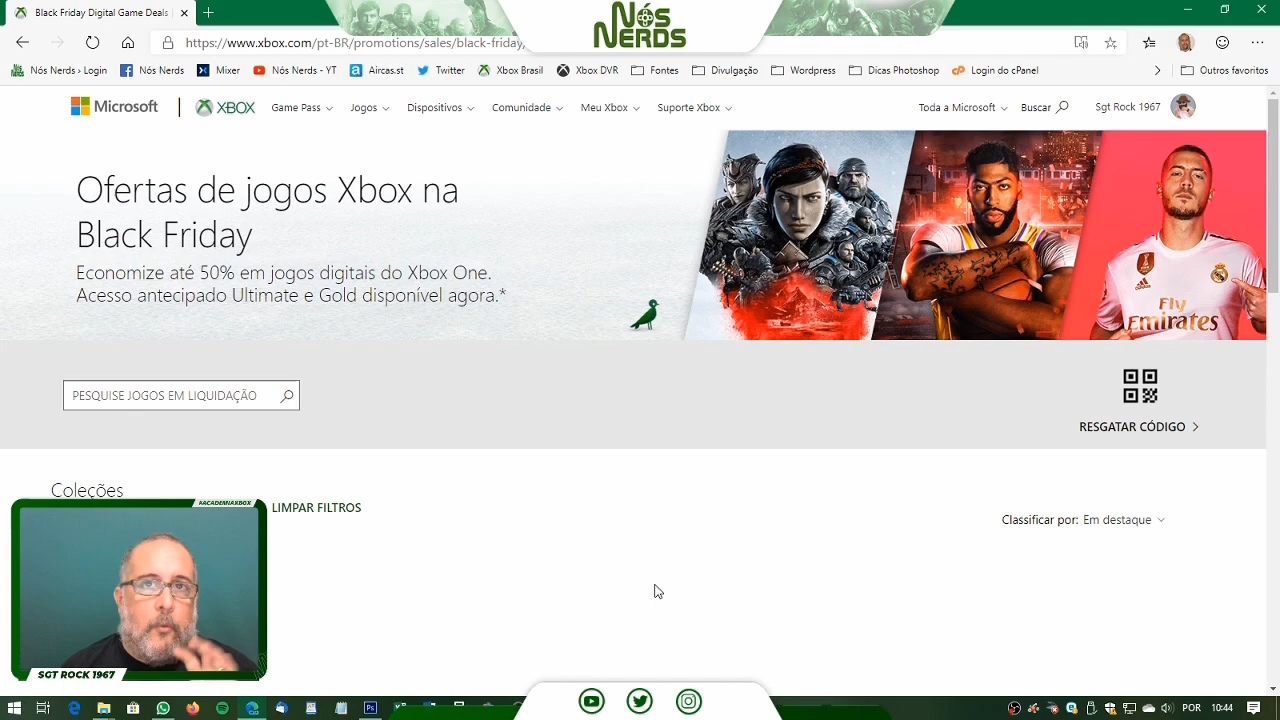 Black Friday Digital Game Deals
NÓS
NERDS
https://www.xbox.com/pt-BR/promotions/sales/black-friday/
Nós Nerds › Login
Nós Nerds
Mixer
Nós Nerds - YT
Aircas.st
Twitter
Xbox Brasil
Xbox DVR
Fontes
Divulgação
Wordpress
Dicas Photoshop
Login do cPanel
Outros favorito
Microsoft
XBOX
Game Pass
Jogos
Dispositivos
Comunidade
Meu Xbox
Suporte Xbox
Toda a Microsoft
Buscar
Sgt Rock 1967
Ofertas de jogos Xbox na
Black Friday
Economize até 50% em jogos digitais do Xbox One.
Acesso antecipado Ultimate e Gold disponível agora.*
Fly
Emirates
PESQUISE JOGOS EM LIQUIDAÇÃO
RESGATAR CÓDIGO
Coleções
#ACADEMIAXBOX
LIMPAR FILTROS
Classificar por: Em destaque
SGT ROCK 1967
POR
10:44